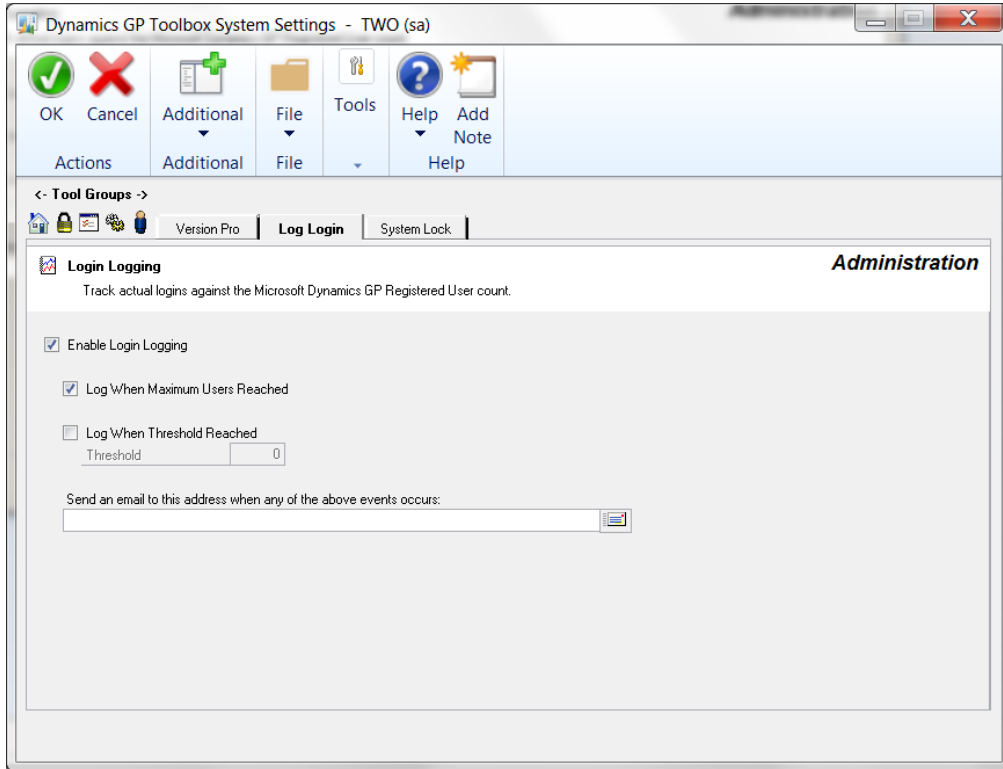 Dynamics GP Toolbox System Settings - TWO (sa)
OK Cancel Additional File Tools Help Add Note
Actions Additional File Help
<- Tool Groups ->
Version Pro Log Login System Lock
Login Logging Administration
Track actual logins against the Microsoft Dynamics GP Registered User count.
Enable Login Logging
Log When Maximum Users Reached
Log When Threshold Reached
Threshold 0
Send an email to this address when any of the above events occurs: